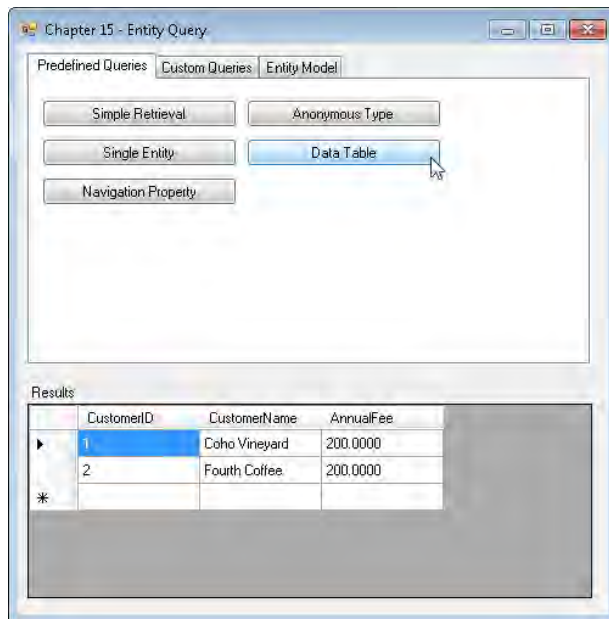 Chapter 15 - Entity Query
Predefined Queries Custom Queries Entity Model
Simple Retrieval Anonymous Type
Single Entity Data Table
Navigation Property
Results
CustomerID CustomerName AnnualFee
1 Coho Vineyard 200.0000
2 Fourth Coffee 200.0000